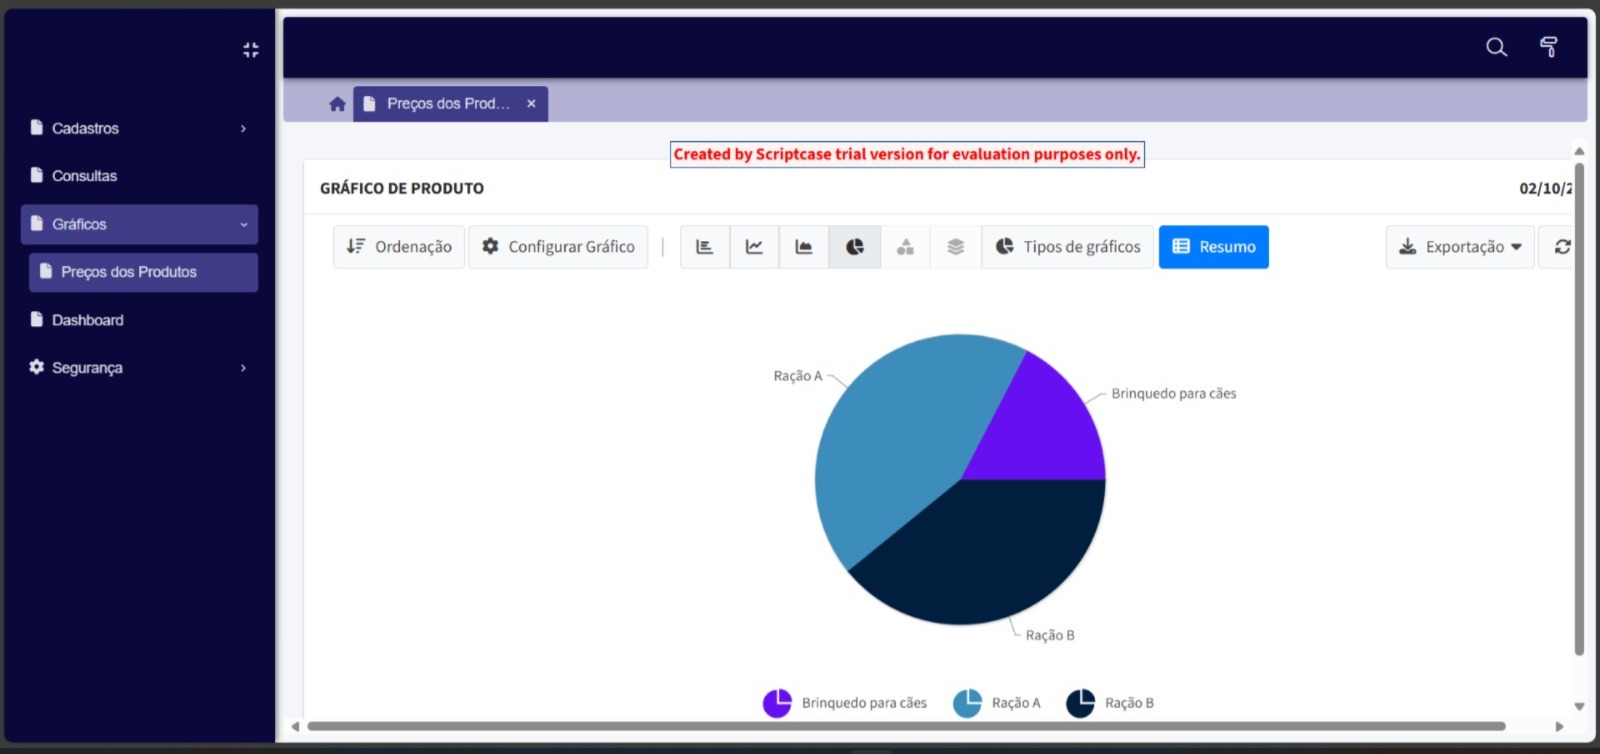 Cadastros
Consultas
Gráficos
Preços dos Produtos
Dashboard
Segurança
Preços dos Prod...
Created by Scriptcase trial version for evaluation purposes only.
GRÁFICO DE PRODUTO
02/10/2
Ordenação
Configurar Gráfico
Tipos de gráficos
Resumo
Exportação
Ração A
Brinquedo para cães
Ração B
Brinquedo para cães
Ração A
Ração B